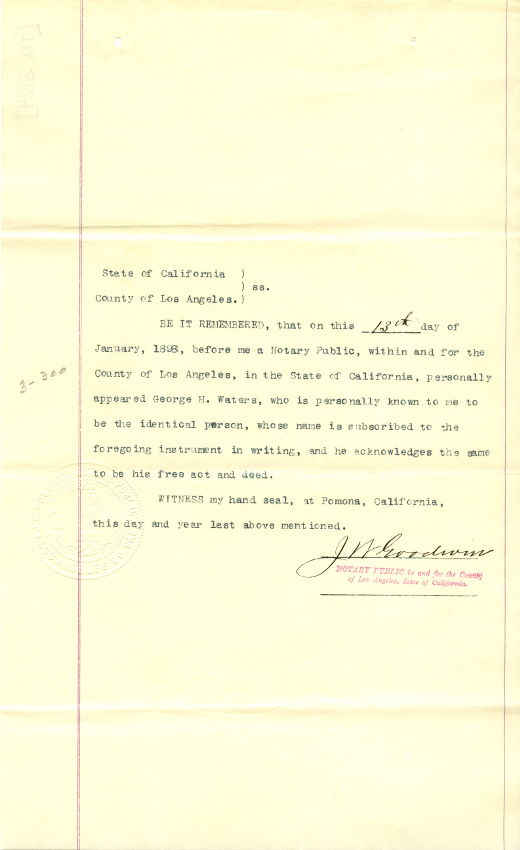 State of California )
) ss.
County of Los Angeles.)
BE IT REMEMBERED, that on this 13th day of
January, 1898, before me a Notary Public, within and for the
County of Los Angeles, in the State of California, personally
appeared George H. Waters, who is personally known to me to
be the identical person, whose name is subscribed to the
foregoing instrument in writing, and he acknowledges the same
to be his free act and deed.
WITNESS my hand seal, at Pomona, California,
this day and year last above mentioned.
J W Goodwin
NOTARY PUBLIC in and for the County
of Los Angeles, State of California.
3-300